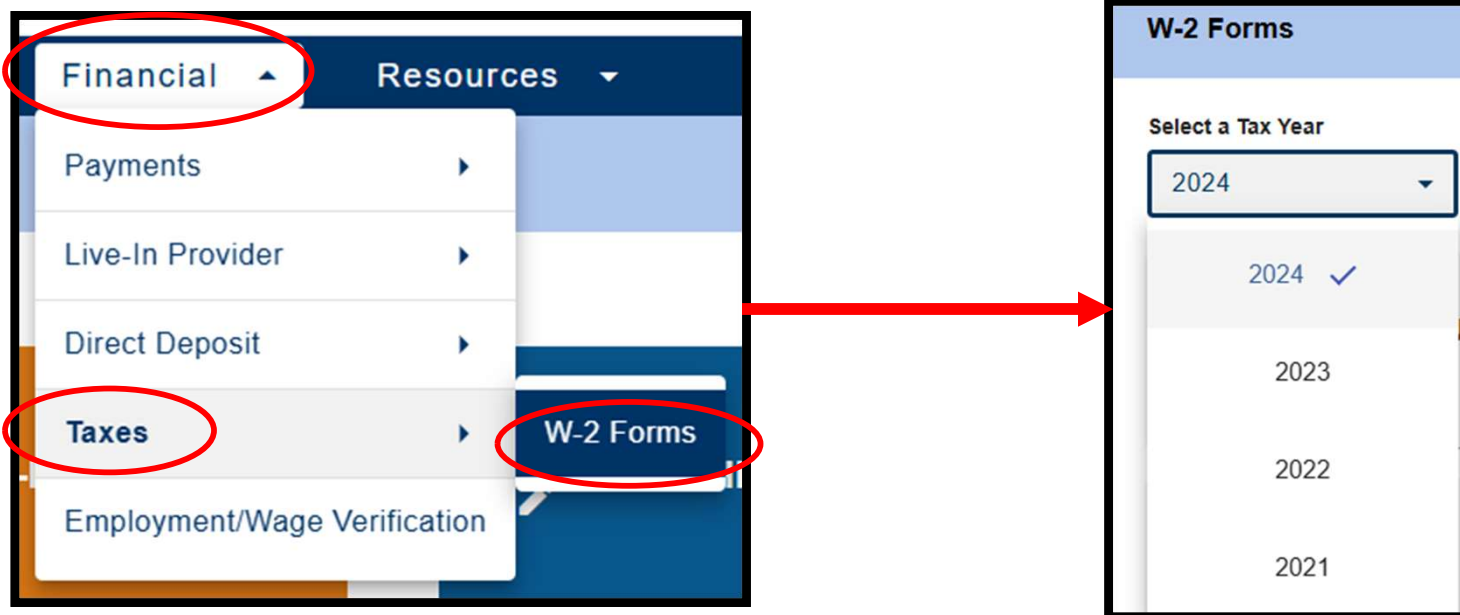 Financial
Resources
Payments
Live-In Provider
Direct Deposit
Taxes
W-2 Forms
Employment/Wage Verification
W-2 Forms
Select a Tax Year
2024
2024
2023
2022
2021